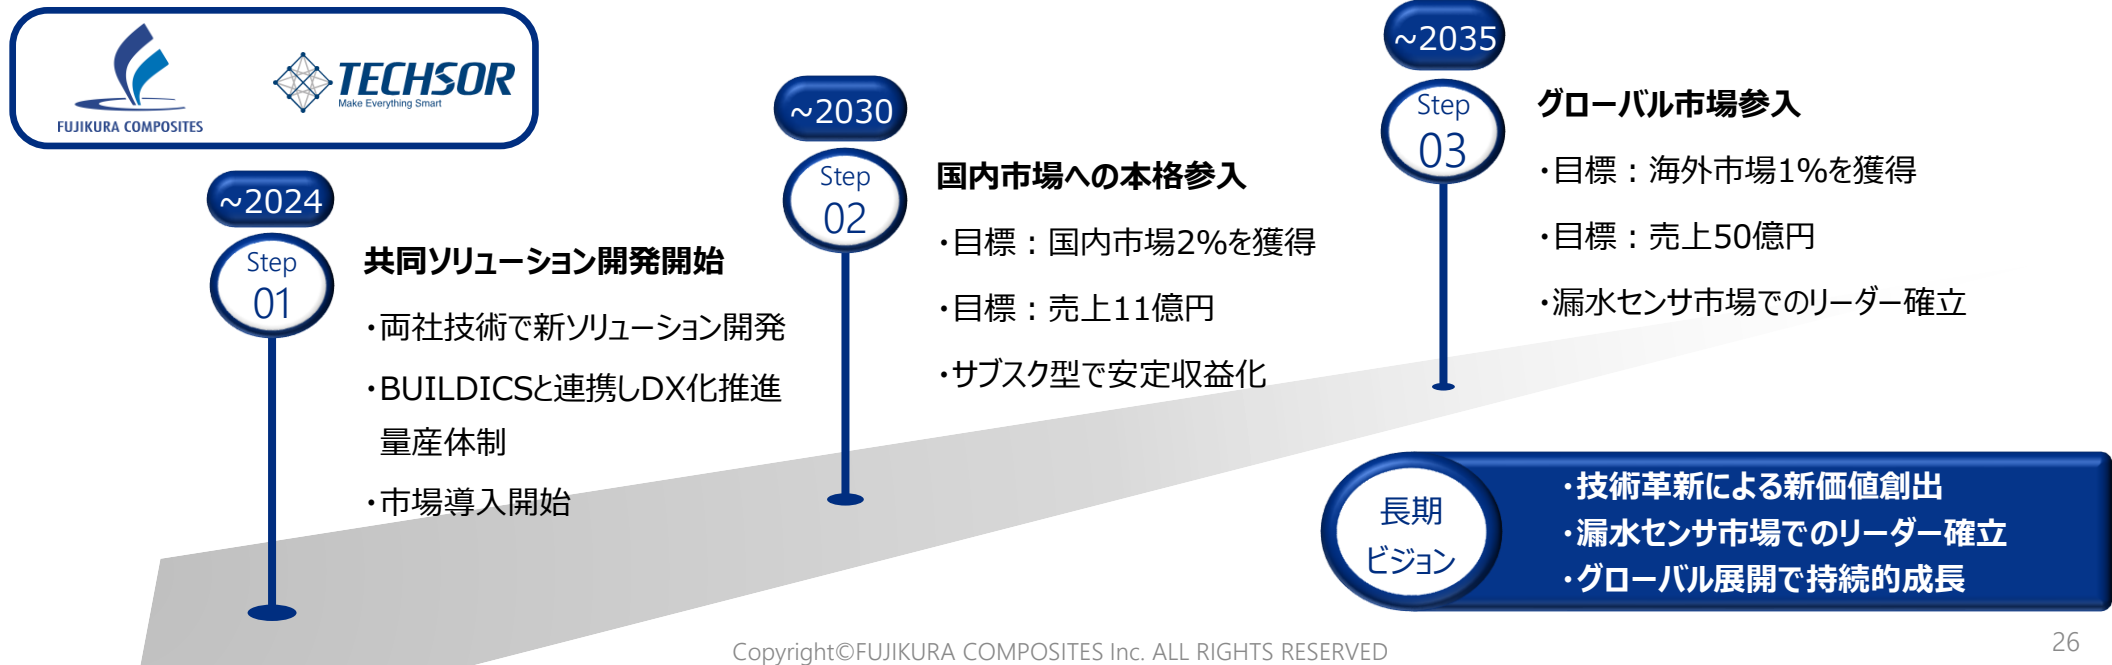 FUJIKURA COMPOSITES
TECHSOR
Make Everything Smart
~2024
Step
01
共同ソリューション開発開始
・両社技術で新ソリューション開発
・BUILDICSと連携しDX化推進
量産体制
・市場導入開始
~2030
Step
02
国内市場への本格参入
・目標：国内市場2%を獲得
・目標：売上11億円
・サブスク型で安定収益化
~2035
Step
03
グローバル市場参入
・目標：海外市場1%を獲得
・目標：売上50億円
・漏水センサ市場でのリーダー確立
長期
ビジョン
・技術革新による新価値創出
・漏水センサ市場でのリーダー確立
・グローバル展開で持続的成長
Copyright©FUJIKURA COMPOSITES Inc. ALL RIGHTS RESERVED
26